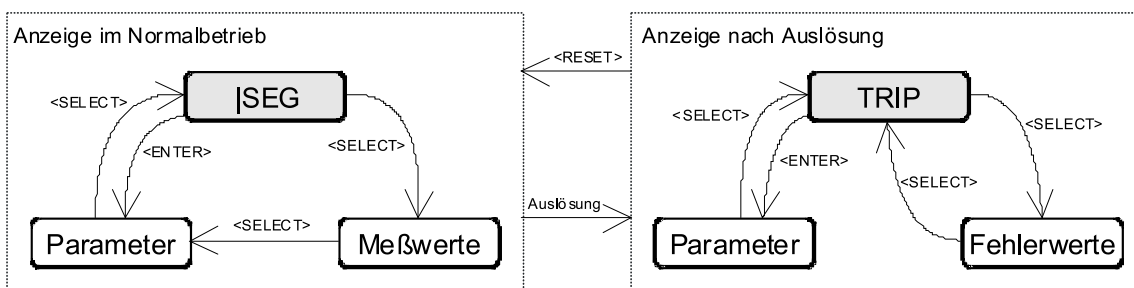 Anzeige im Normalbetrieb
|SEG
<SELECT>
<ENTER>
<SELECT>
Parameter
<SELECT>
Meßwerte
<RESET>
Auslösung
Anzeige nach Auslösung
TRIP
<SELECT>
<ENTER>
<SELECT>
<SELECT>
Parameter
Fehlerwerte